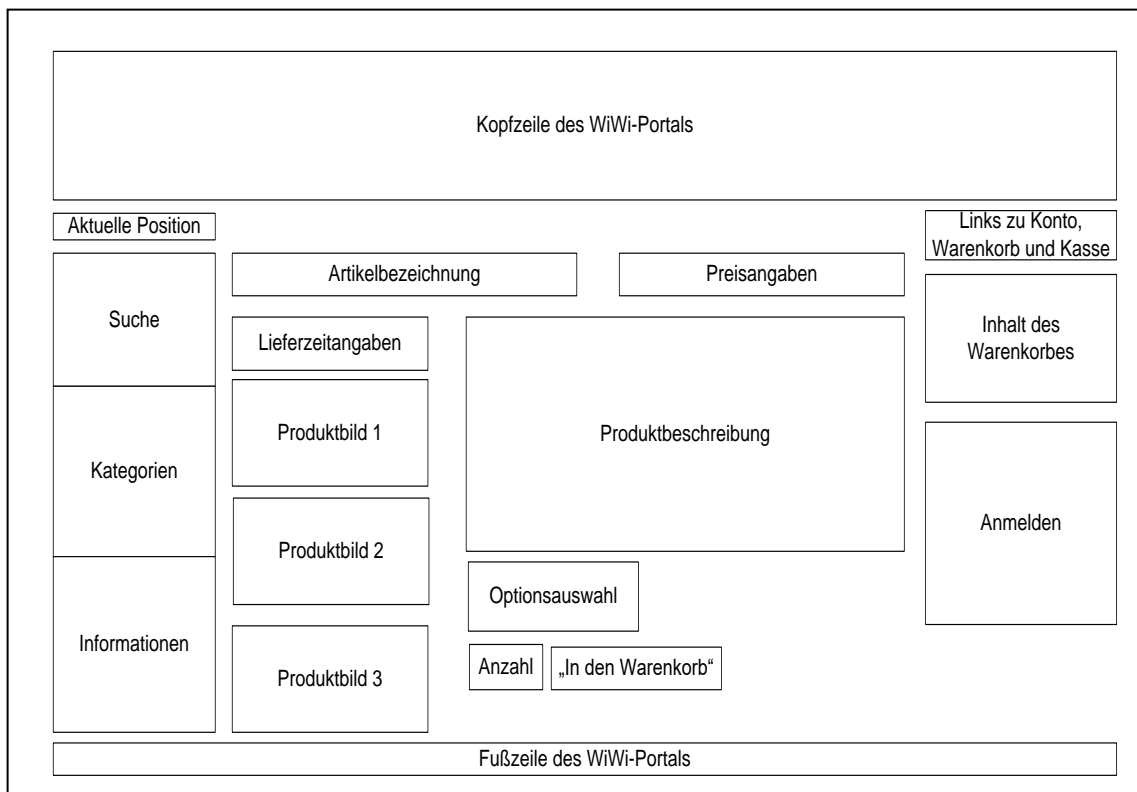 Kopfzeile des WiWi-Portals
Aktuelle Position
Links zu Konto,
Warenkorb und Kasse
Artikelbezeichnung
Preisangaben
Suche
Lieferzeitangaben
Inhalt des
Warenkorbes
Produktbild 1
Produktbeschreibung
Kategorien
Anmelden
Produktbild 2
Optionsauswahl
Informationen
Produktbild 3
Anzahl
„In den Warenkorb“
Fußzeile des WiWi-Portals